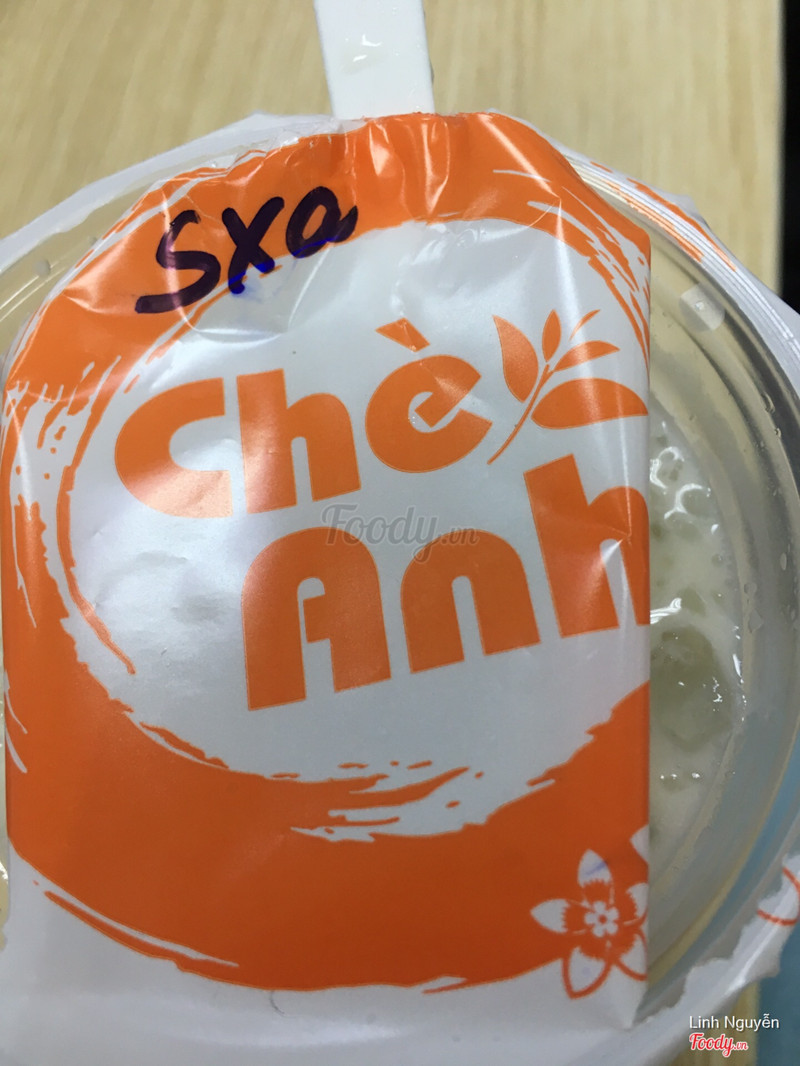 sxa
Chè
Anh
Foody.vn
Linh Nguyễn
Foody.vn